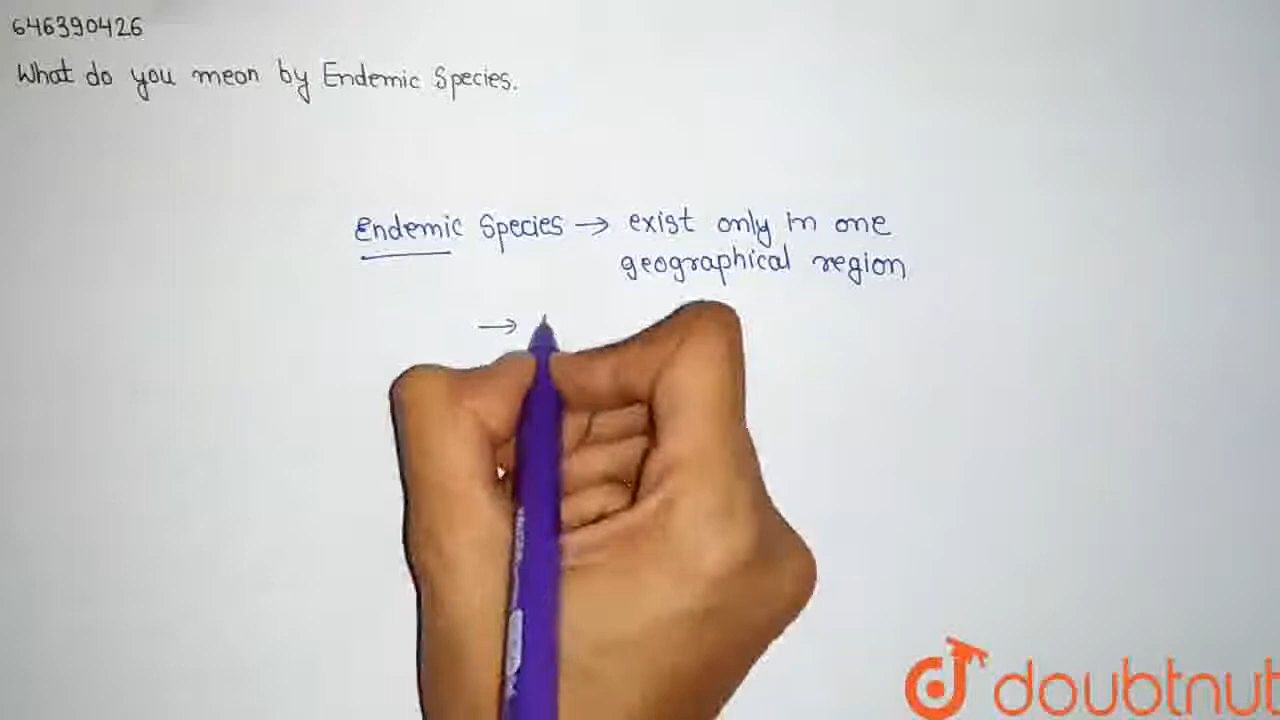 646390426
What do you mean by Endemic Species.
Endemic Species → exist only in one
geographical region
→
doubtnut